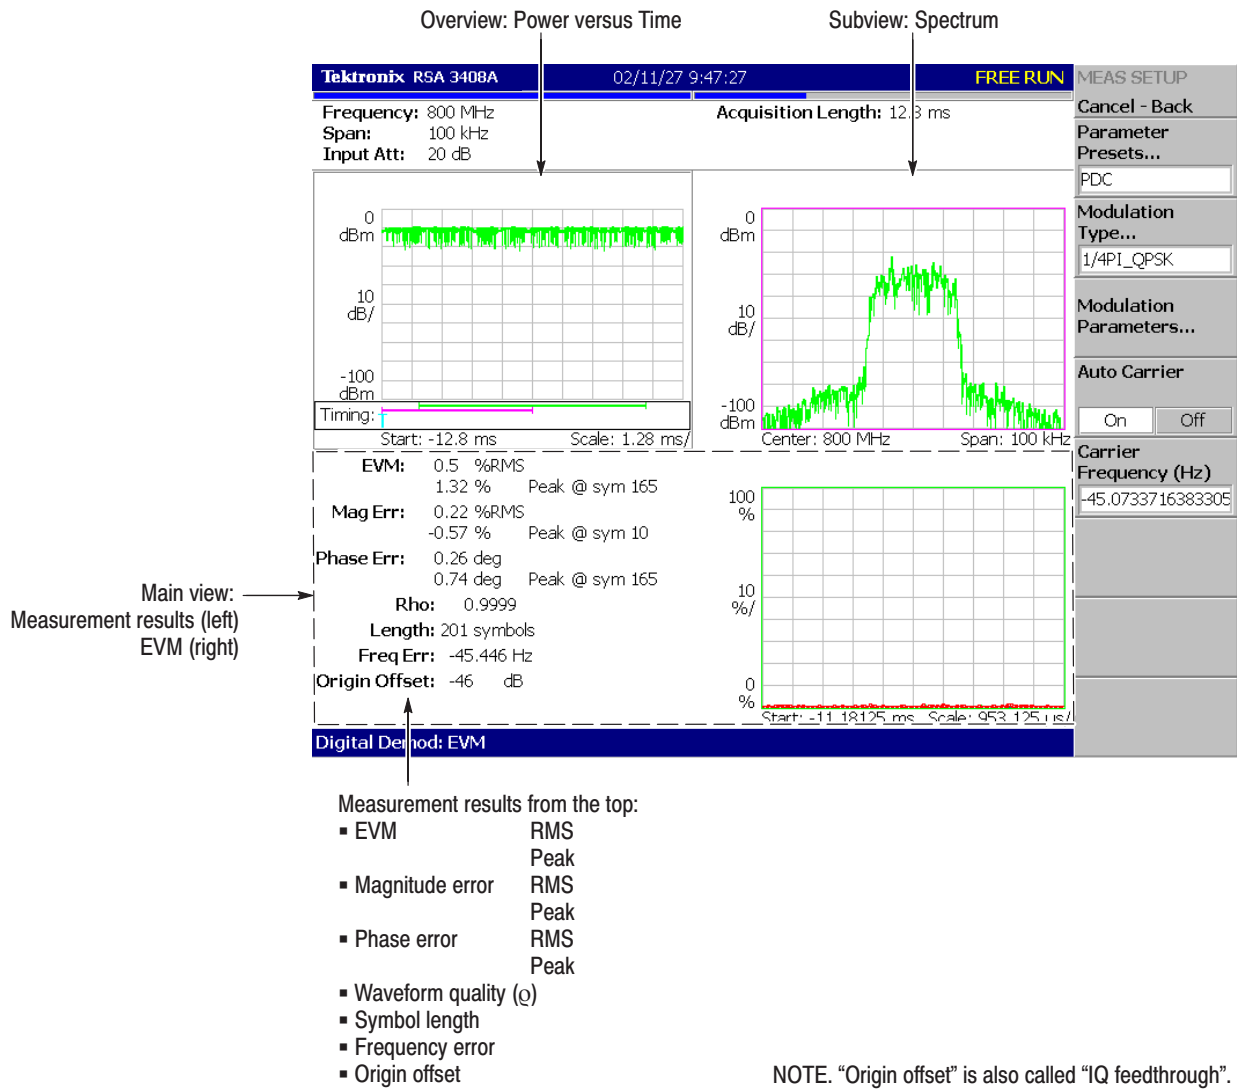 Overview: Power versus Time
Subview: Spectrum
Tektronix RSA 3408A 02/11/27 9:47:27 FREE RUN
Frequency: 800 MHz
Span: 100 kHz
Input Att: 20 dB
Acquisition Length: 12.8 ms
0
dBm
10
dB/
-100
dBm
Timing:
Start: -12.8 ms Scale: 1.28 ms/
0
dBm
10
dB/
-100
dBm
Center: 800 MHz Span: 100 kHz
EVM: 0.5 %RMS
1.32 % Peak @ sym 165
Mag Err: 0.22 %RMS
-0.57 % Peak @ sym 10
Phase Err: 0.26 deg
0.74 deg Peak @ sym 165
Rho: 0.9999
Length: 201 symbols
Freq Err: -45.446 Hz
Origin Offset: -46 dB
100
%
10
%/
0
%
Start: -11.18125 ms Scale: 953.125 us/
Digital Demod: EVM
MEAS SETUP
Cancel - Back
Parameter
Presets...
PDC
Modulation
Type...
1/4PI_QPSK
Modulation
Parameters...
Auto Carrier
On Off
Carrier
Frequency (Hz)
-45.0733716383305
Main view:
Measurement results (left)
EVM (right)
Measurement results from the top:
▪ EVM RMS
Peak
▪ Magnitude error RMS
Peak
▪ Phase error RMS
Peak
▪ Waveform quality (ϱ)
▪ Symbol length
▪ Frequency error
▪ Origin offset
NOTE. “Origin offset” is also called “IQ feedthrough”.